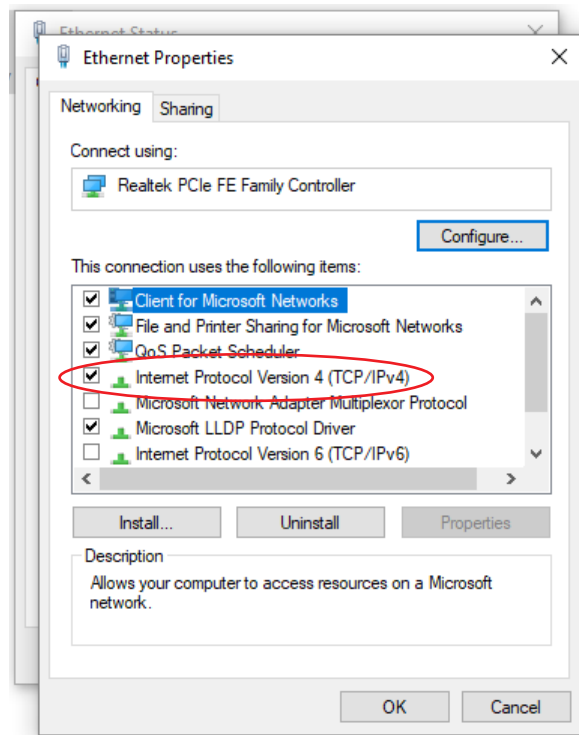 Ethernet Status
Ethernet Properties
Networking
Sharing
Connect using:
Realtek PCIe FE Family Controller
Configure...
This connection uses the following items:
Client for Microsoft Networks
File and Printer Sharing for Microsoft Networks
QoS Packet Scheduler
Internet Protocol Version 4 (TCP/IPv4)
Microsoft Network Adapter Multiplexor Protocol
Microsoft LLDP Protocol Driver
Internet Protocol Version 6 (TCP/IPv6)
Install...
Uninstall
Properties
Description
Allows your computer to access resources on a Microsoft
network.
OK
Cancel